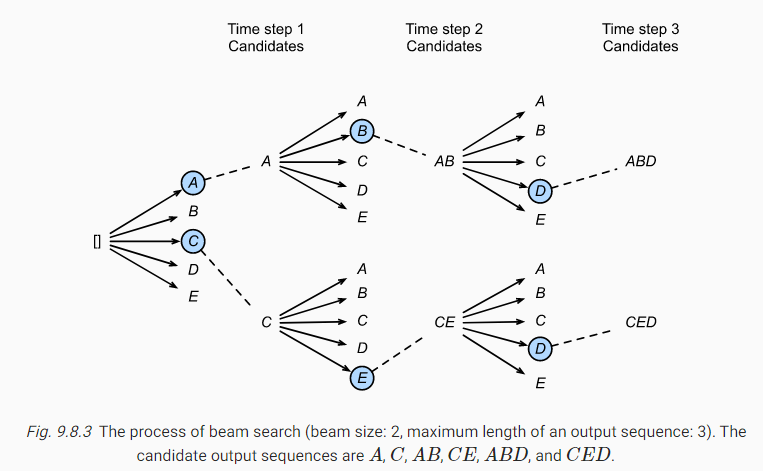 Time step 1
Candidates
Time step 2
Candidates
Time step 3
Candidates
A
B
C
D
E
A
B
C
D
E
A
AB
ABD
A
B
C
D
E
[]
A
B
C
D
E
A
B
C
D
E
C
CE
CED
Fig. 9.8.3 The process of beam search (beam size: 2, maximum length of an output sequence: 3). The
candidate output sequences are A, C, AB, CE, ABD, and CED.